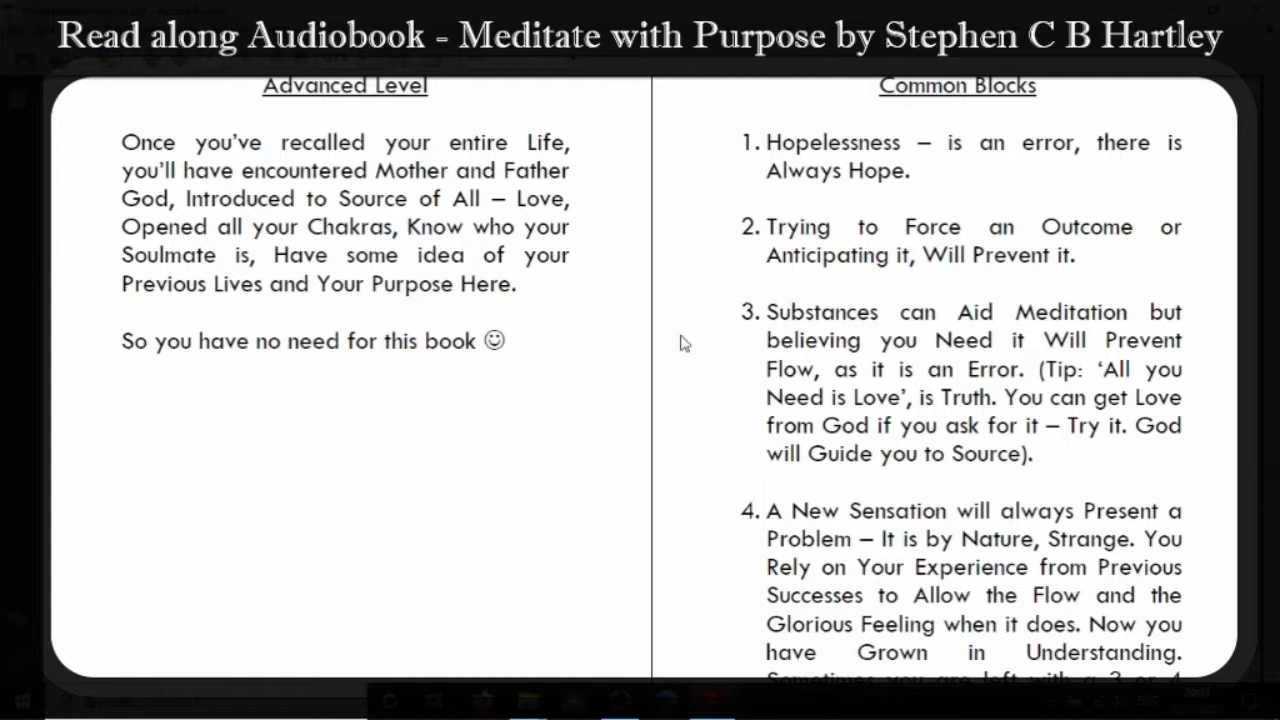 Read along Audiobook - Meditate with Purpose by Stephen C B Hartley
Advanced Level
Once you've recalled your entire Life,
you'll have encountered Mother and Father
God, Introduced to Source of All – Love,
Opened all your Chakras, Know who your
Soulmate is, Have some idea of your
Previous Lives and Your Purpose Here.
So you have no need for this book ☺
Common Blocks
1. Hopelessness – is an error, there is
Always Hope.
2. Trying to Force an Outcome or
Anticipating it, Will Prevent it.
3. Substances can Aid Meditation but
believing you Need it Will Prevent
Flow, as it is an Error. (Tip: ‘All you
Need is Love’, is Truth. You can get Love
from God if you ask for it – Try it. God
will Guide you to Source).
4. A New Sensation will always Present a
Problem – It is by Nature, Strange. You
Rely on Your Experience from Previous
Successes to Allow the Flow and the
Glorious Feeling when it does. Now you
have Grown in Understanding.
Sometimes you are left with a 3 or 4